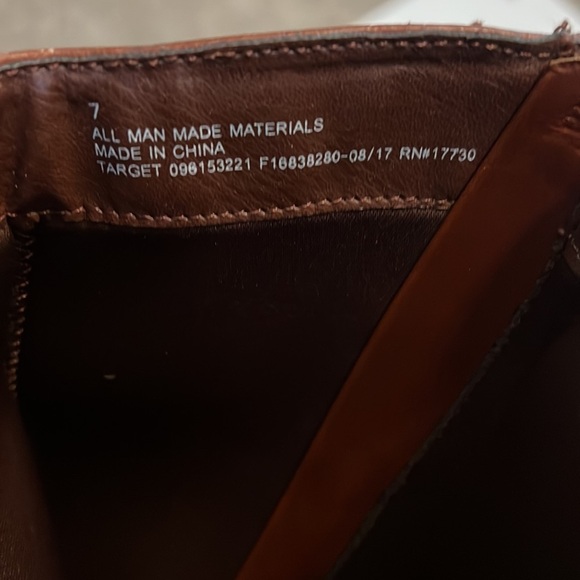 7
ALL MAN MADE MATERIALS
MADE IN CHINA
TARGET 096153221 F16838280-08/17 RN#17730